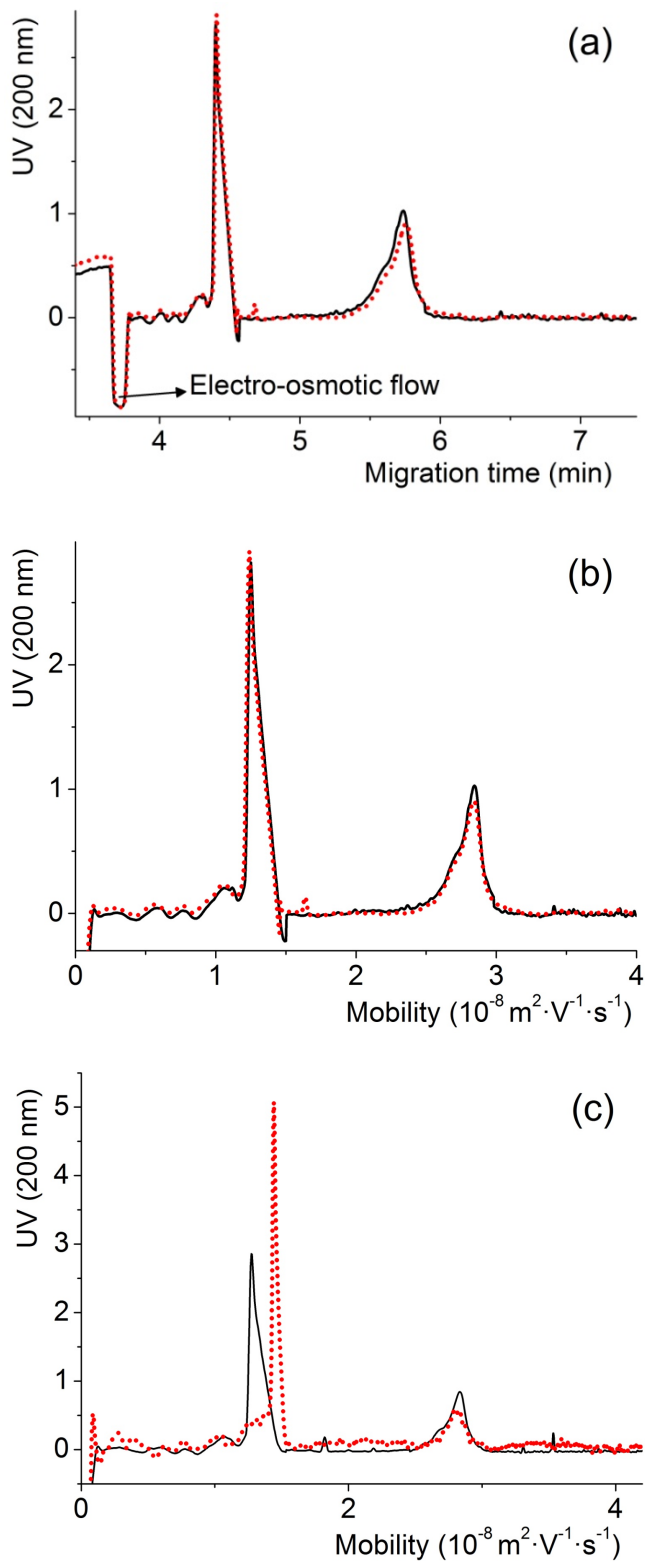 (a)
UV (200 nm)
2
1
0
Electro-osmotic flow
4 5 6 7
Migration time (min)
(b)
UV (200 nm)
2
1
0
0 1 2 3 4
Mobility (10⁻⁸ m²·V⁻¹·s⁻¹)
(c)
UV (200 nm)
5
4
3
2
1
0
0 2 4
Mobility (10⁻⁸ m²·V⁻¹·s⁻¹)